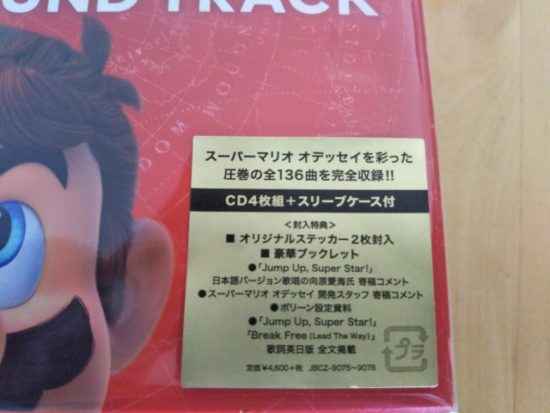 OUND TRACK
NGDOM
SIDE
KINGDOM
スーパーマリオ オデッセイを彩った
圧巻の全136曲を完全収録!!
CD4枚組+スリーブケース付
<封入特典>
■ オリジナルステッカー2枚封入
■ 豪華ブックレット
●「Jump Up, Super Star!」
日本語バージョン歌唱の向原愛海氏 寄稿コメント
●スーパーマリオ オデッセイ 開発スタッフ 寄稿コメント
●ポリーン設定資料
●「Jump Up, Super Star!」
「Break Free (Lead The Way)」
歌詞英日版 全文掲載
定価¥4,600+税 JBCZ-9075~9078
プラ